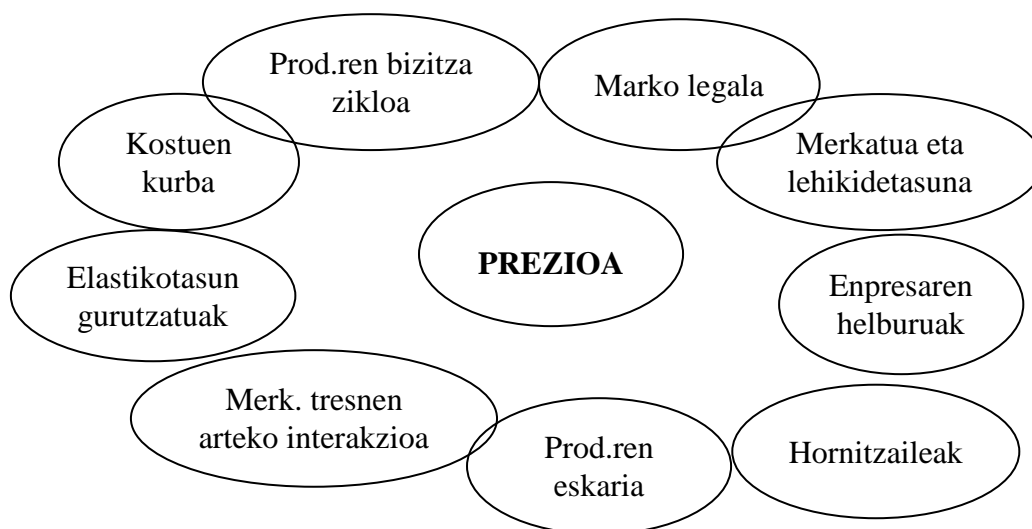 Prod.ren bizitza
zikloa
Marko legala
Kostuen
kurba
Merkatua eta
lehikidetasuna
PREZIOA
Elastikotasun
gurutzatuak
Enpresaren
helburuak
Merk. tresnen
arteko interakzioa
Prod.ren
eskaria
Hornitzaileak